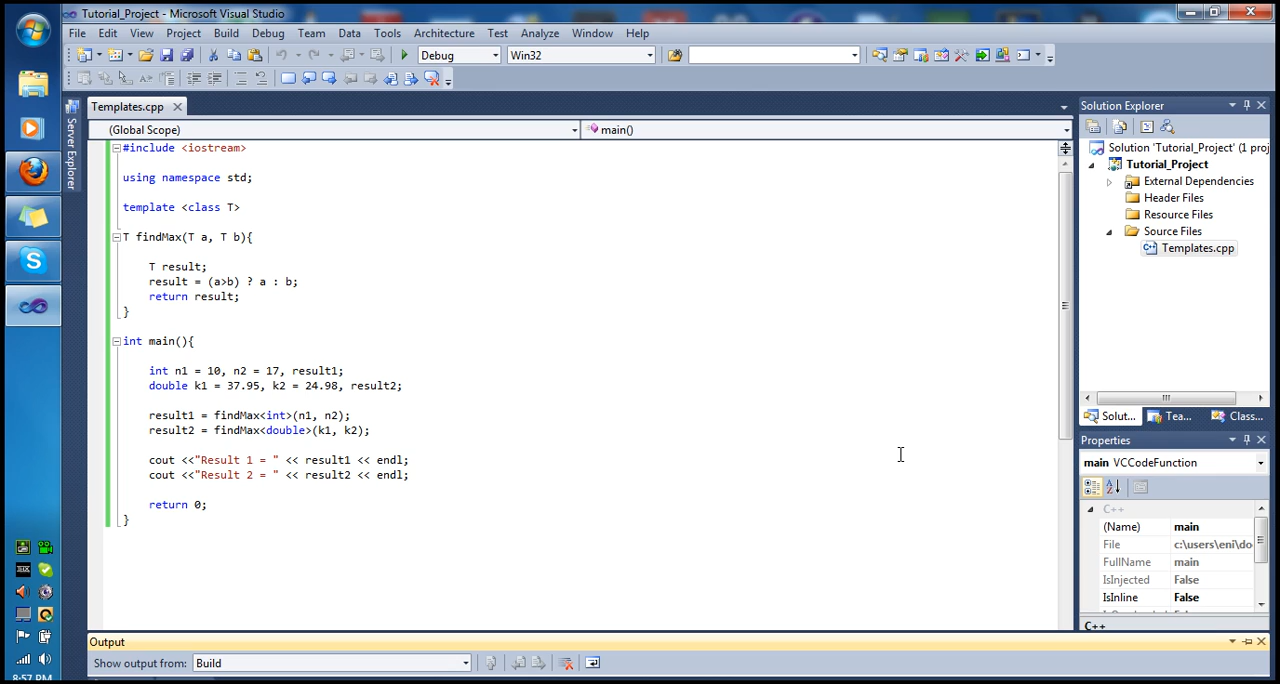 Tutorial_Project - Microsoft Visual Studio
File Edit View Project Build Debug Team Data Tools Architecture Test Analyze Window Help
Debug Win32
Templates.cpp
(Global Scope) main()
Server Explorer
#include <iostream>
using namespace std;
template <class T>
T findMax(T a, T b){
T result;
result = (a>b) ? a : b;
return result;
}
int main(){
int n1 = 10, n2 = 17, result1;
double k1 = 37.95, k2 = 24.98, result2;
result1 = findMax<int>(n1, n2);
result2 = findMax<double>(k1, k2);
cout <<"Result 1 = " << result1 << endl;
cout <<"Result 2 = " << result2 << endl;
return 0;
}
Solution Explorer
Solution 'Tutorial_Project' (1 proj
Tutorial_Project
External Dependencies
Header Files
Resource Files
Source Files
Templates.cpp
Solut... Tea... Class...
Properties
main VCCodeFunction
C++
(Name) main
File c:\users\eni\do
FullName main
IsInjected False
IsInline False
C++
Output
Show output from: Build
8:57 PM